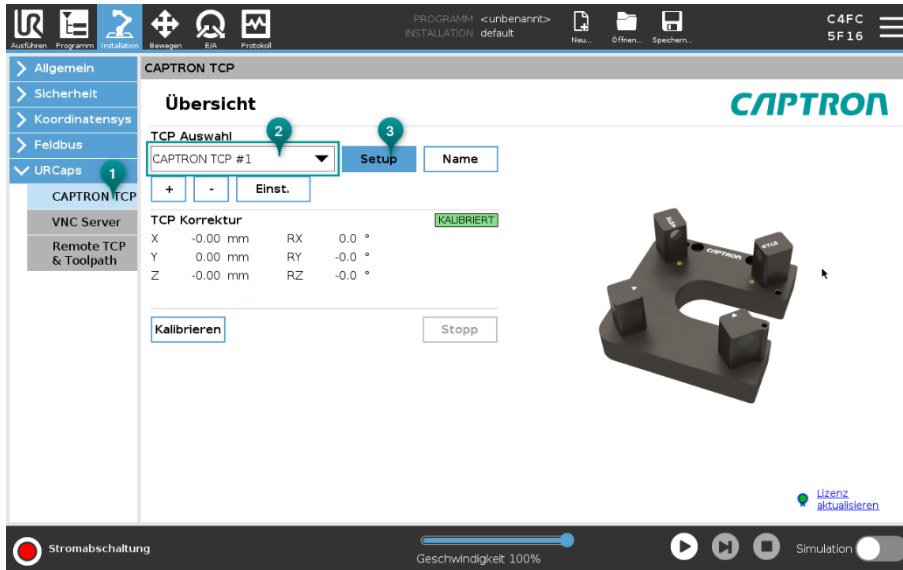 PROGRAMM <unbenannt>
INSTALLATION default
C4FC
5F16
Ausführen Programm Installation Bewegen E/A Protokoll Neu... Öffnen... Speichern...
Allgemein
Sicherheit
Koordinatensys
Feldbus
URCaps
1
CAPTRON TCP
VNC Server
Remote TCP
& Toolpath
CAPTRON TCP
Übersicht
CAPTRON
TCP Auswahl
2
3
CAPTRON TCP #1
Setup
Name
+ - Einst.
TCP Korrektur
KALIBRIERT
X -0.00 mm RX 0.0 °
Y 0.00 mm RY -0.0 °
Z -0.00 mm RZ -0.0 °
Kalibrieren
Stopp
CAPTRON
Lizenz
aktualisieren
Stromabschaltung
Geschwindigkeit 100%
Simulation